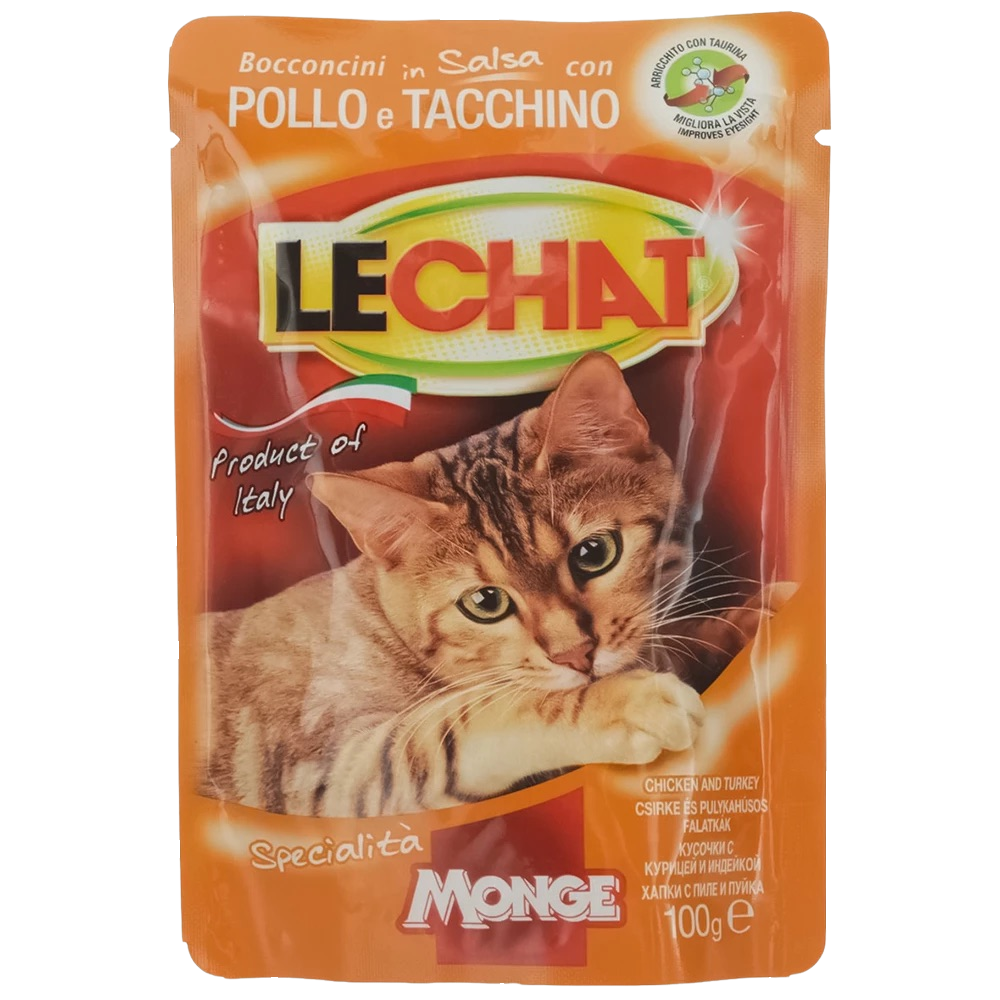 Bocconcini in Salsa con
POLLO e TACCHINO
ARRICCHITO CON TAURINA
MIGLIORA LA VISTA
IMPROVES EYESIGHT
LECHAT®
Product of
Italy
CHICKEN AND TURKEY
CSIRKE ÉS PULYKAHÚSOS
FALATKÁK
КУСОЧКИ С
КУРИЦЕЙ И ИНДЕЙКОЙ
ХАПКИ С ПИЛЕ И ПУЙКА
100g e
Specialità
MONGE